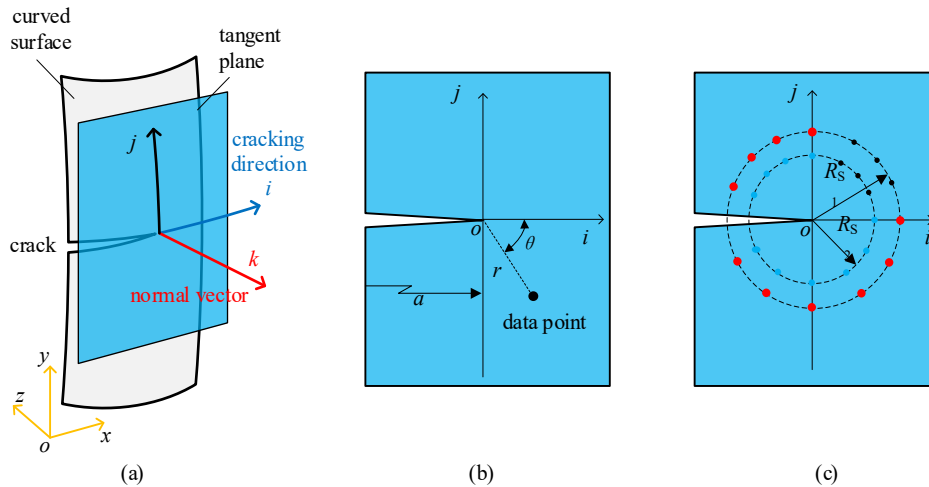 curved
surface
tangent
plane
j
cracking
direction
i
crack
k
normal vector
y
z
x
o
(a)
j
o
θ
i
r
a
data point
(b)
j
R_S
1
o
R_S
2
i
(c)